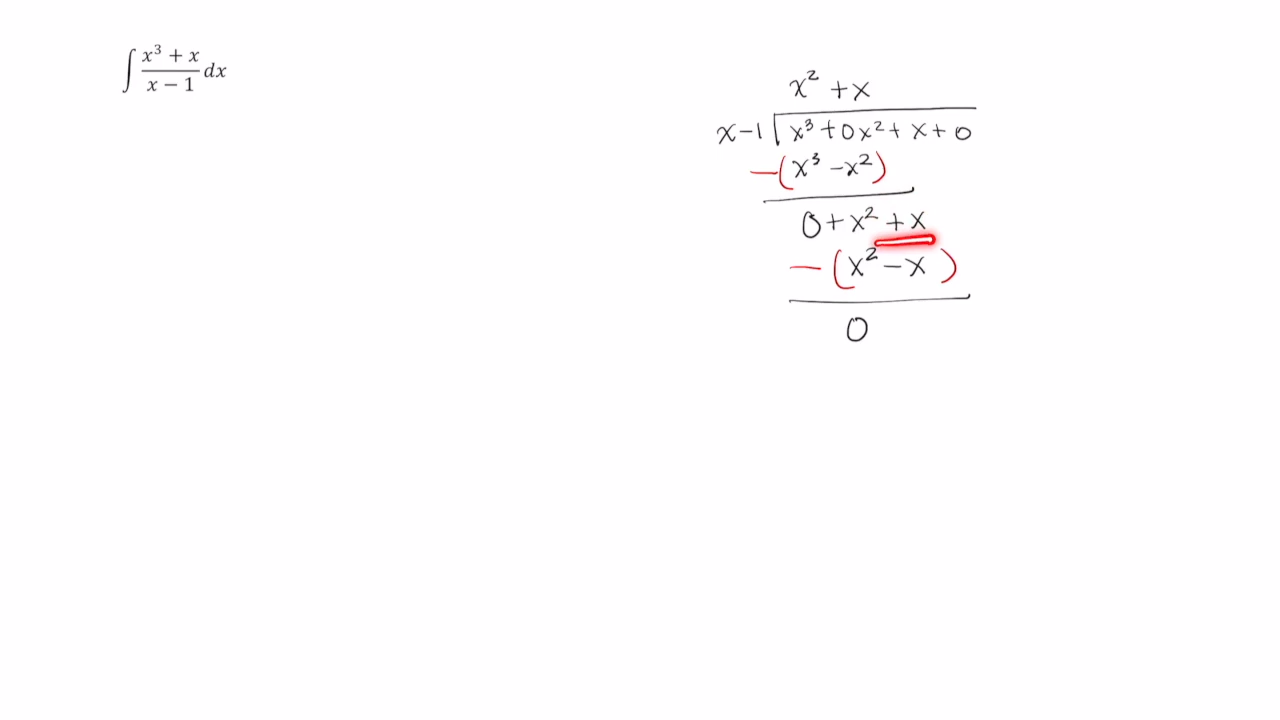 ∫ x³ + x / x − 1 dx
x² + x
x − 1 x³ + 0x² + x + 0
−(x³ − x²)
0 + x² + x
−(x² − x)
0